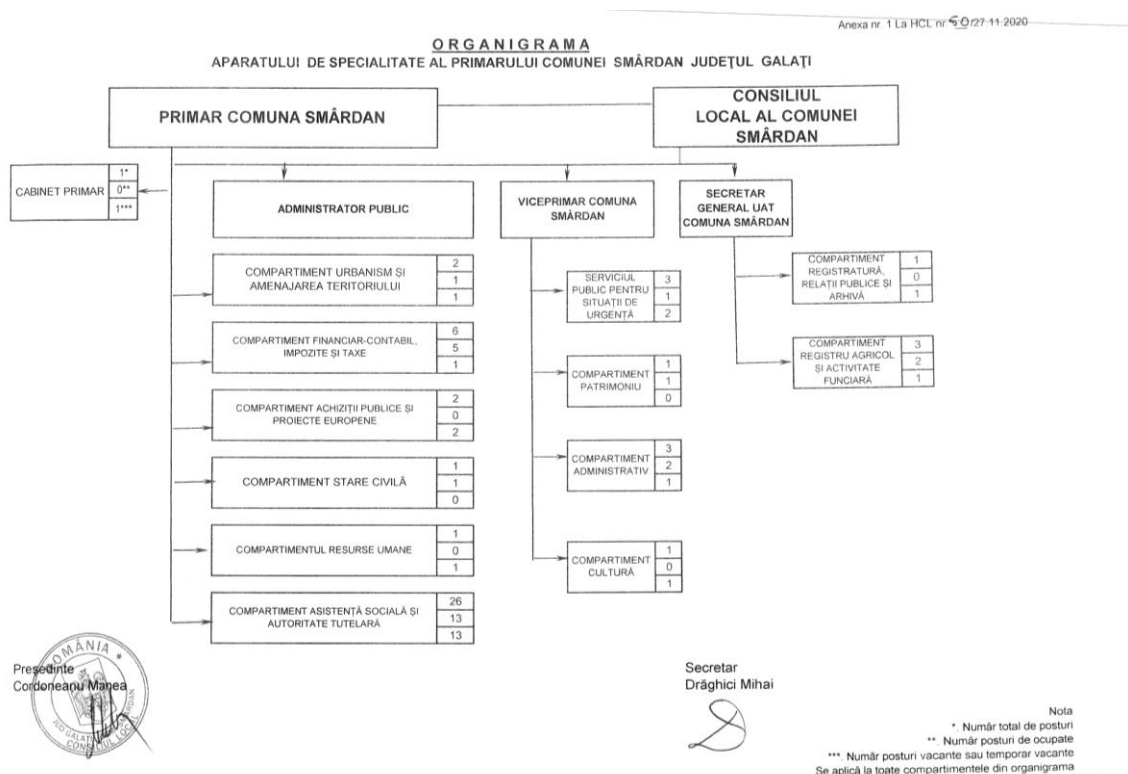 Anexa nr. 1 La HCL nr. 50/27 11 2020
ORGANIGRAMA
APARATULUI DE SPECIALITATE AL PRIMARULUI COMUNEI SMÂRDAN JUDEŢUL GALAŢI
PRIMAR COMUNA SMÂRDAN
CONSILIUL
LOCAL AL COMUNEI
SMÂRDAN
CABINET PRIMAR
1*
0**
1***
ADMINISTRATOR PUBLIC
VICEPRIMAR COMUNA
SMÂRDAN
SECRETAR
GENERAL UAT
COMUNA SMÂRDAN
COMPARTIMENT URBANISM ȘI
AMENAJAREA TERITORIULUI
2
1
1
COMPARTIMENT FINANCIAR-CONTABIL,
IMPOZITE ȘI TAXE
6
5
1
COMPARTIMENT ACHIZIȚII PUBLICE ȘI
PROIECTE EUROPENE
2
0
2
COMPARTIMENT STARE CIVILĂ
1
1
0
COMPARTIMENTUL RESURSE UMANE
1
0
1
COMPARTIMENT ASISTENȚĂ SOCIALĂ ȘI
AUTORITATE TUTELARĂ
26
13
13
SERVICIUL
PUBLIC PENTRU
SITUAȚII DE
URGENȚĂ
3
1
2
COMPARTIMENT
PATRIMONIU
1
1
0
COMPARTIMENT
ADMINISTRATIV
3
2
1
COMPARTIMENT
CULTURĂ
1
0
1
COMPARTIMENT
REGISTRATURĂ,
RELAȚII PUBLICE ȘI
ARHIVĂ
1
0
1
COMPARTIMENT
REGISTRU AGRICOL
ȘI ACTIVITATE
FUNCIARĂ
3
2
1
Președinte
Cordoneanu Manea
ROMÂNIA *
CONSILIUL LOCAL
Secretar
Drăghici Mihai
Nota
*. Număr total de posturi
**. Număr posturi de ocupate
***. Număr posturi vacante sau temporar vacante
Se aplică la toate compartimentele din organigrama